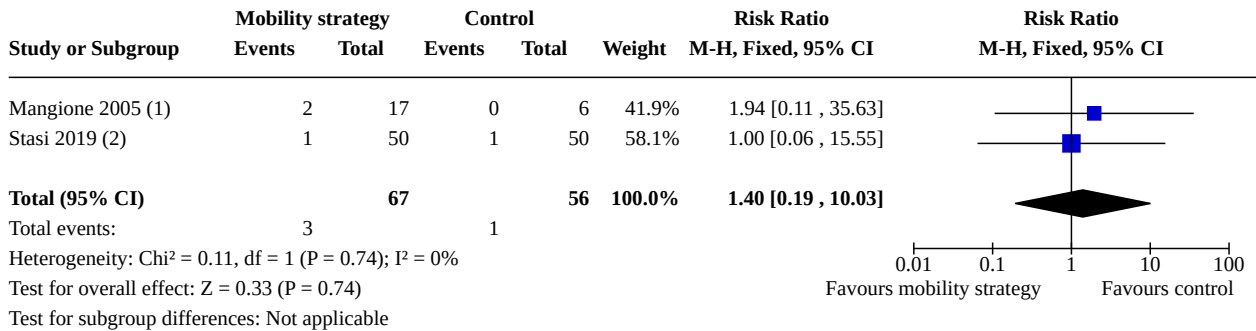 Mobility strategy Control Risk Ratio Risk Ratio
Study or Subgroup Events Total Events Total Weight M-H, Fixed, 95% CI M-H, Fixed, 95% CI
Mangione 2005 (1) 2 17 0 6 41.9% 1.94 [0.11 , 35.63]
Stasi 2019 (2) 1 50 1 50 58.1% 1.00 [0.06 , 15.55]
Total (95% CI) 67 56 100.0% 1.40 [0.19 , 10.03]
Total events: 3 1
Heterogeneity: Chi² = 0.11, df = 1 (P = 0.74); I² = 0%
0.01 0.1 1 10 100
Test for overall effect: Z = 0.33 (P = 0.74)
Favours mobility strategy Favours control
Test for subgroup differences: Not applicable